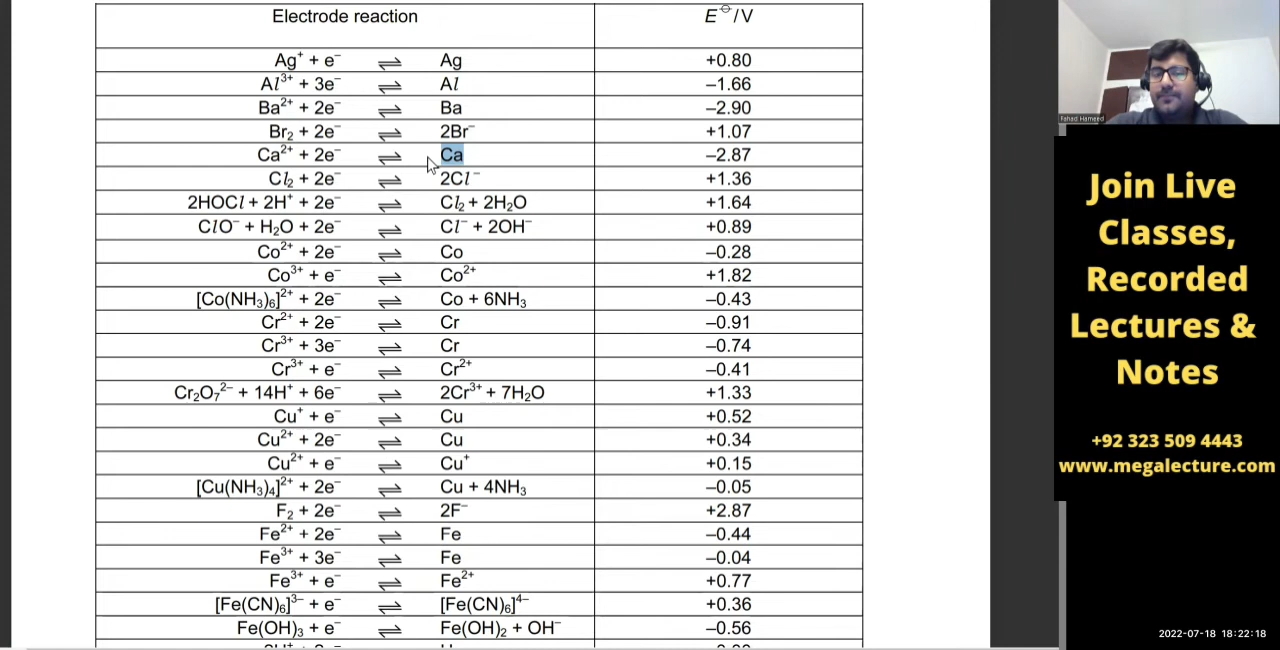 Electrode reaction E⦵/V
Ag⁺ + e⁻ ⇌ Ag +0.80
Al³⁺ + 3e⁻ ⇌ Al –1.66
Ba²⁺ + 2e⁻ ⇌ Ba –2.90
Br₂ + 2e⁻ ⇌ 2Br⁻ +1.07
Ca²⁺ + 2e⁻ ⇌ Ca –2.87
Cl₂ + 2e⁻ ⇌ 2Cl⁻ +1.36
2HOCl + 2H⁺ + 2e⁻ ⇌ Cl₂ + 2H₂O +1.64
ClO⁻ + H₂O + 2e⁻ ⇌ Cl⁻ + 2OH⁻ +0.89
Co²⁺ + 2e⁻ ⇌ Co –0.28
Co³⁺ + e⁻ ⇌ Co²⁺ +1.82
[Co(NH₃)₆]²⁺ + 2e⁻ ⇌ Co + 6NH₃ –0.43
Cr²⁺ + 2e⁻ ⇌ Cr –0.91
Cr³⁺ + 3e⁻ ⇌ Cr –0.74
Cr³⁺ + e⁻ ⇌ Cr²⁺ –0.41
Cr₂O₇²⁻ + 14H⁺ + 6e⁻ ⇌ 2Cr³⁺ + 7H₂O +1.33
Cu⁺ + e⁻ ⇌ Cu +0.52
Cu²⁺ + 2e⁻ ⇌ Cu +0.34
Cu²⁺ + e⁻ ⇌ Cu⁺ +0.15
[Cu(NH₃)₄]²⁺ + 2e⁻ ⇌ Cu + 4NH₃ –0.05
F₂ + 2e⁻ ⇌ 2F⁻ +2.87
Fe²⁺ + 2e⁻ ⇌ Fe –0.44
Fe³⁺ + 3e⁻ ⇌ Fe –0.04
Fe³⁺ + e⁻ ⇌ Fe²⁺ +0.77
[Fe(CN)₆]³⁻ + e⁻ ⇌ [Fe(CN)₆]⁴⁻ +0.36
Fe(OH)₃ + e⁻ ⇌ Fe(OH)₂ + OH⁻ –0.56
Fahad Hameed
Join Live
Classes,
Recorded
Lectures &
Notes
+92 323 509 4443
www.megalecture.com
2022-07-18 18:22:18